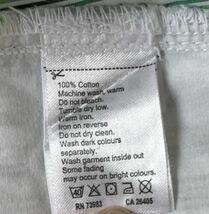 100% Cotton
Machine wash, warm
Do not bleach.
Tumble dry low.
Warm iron.
Iron on reverse
Do not dry clean.
Wash dark colours
separately.
Wash garment inside out
Some fading
may occur on bright colours.
40
RN 73983 CA 26405